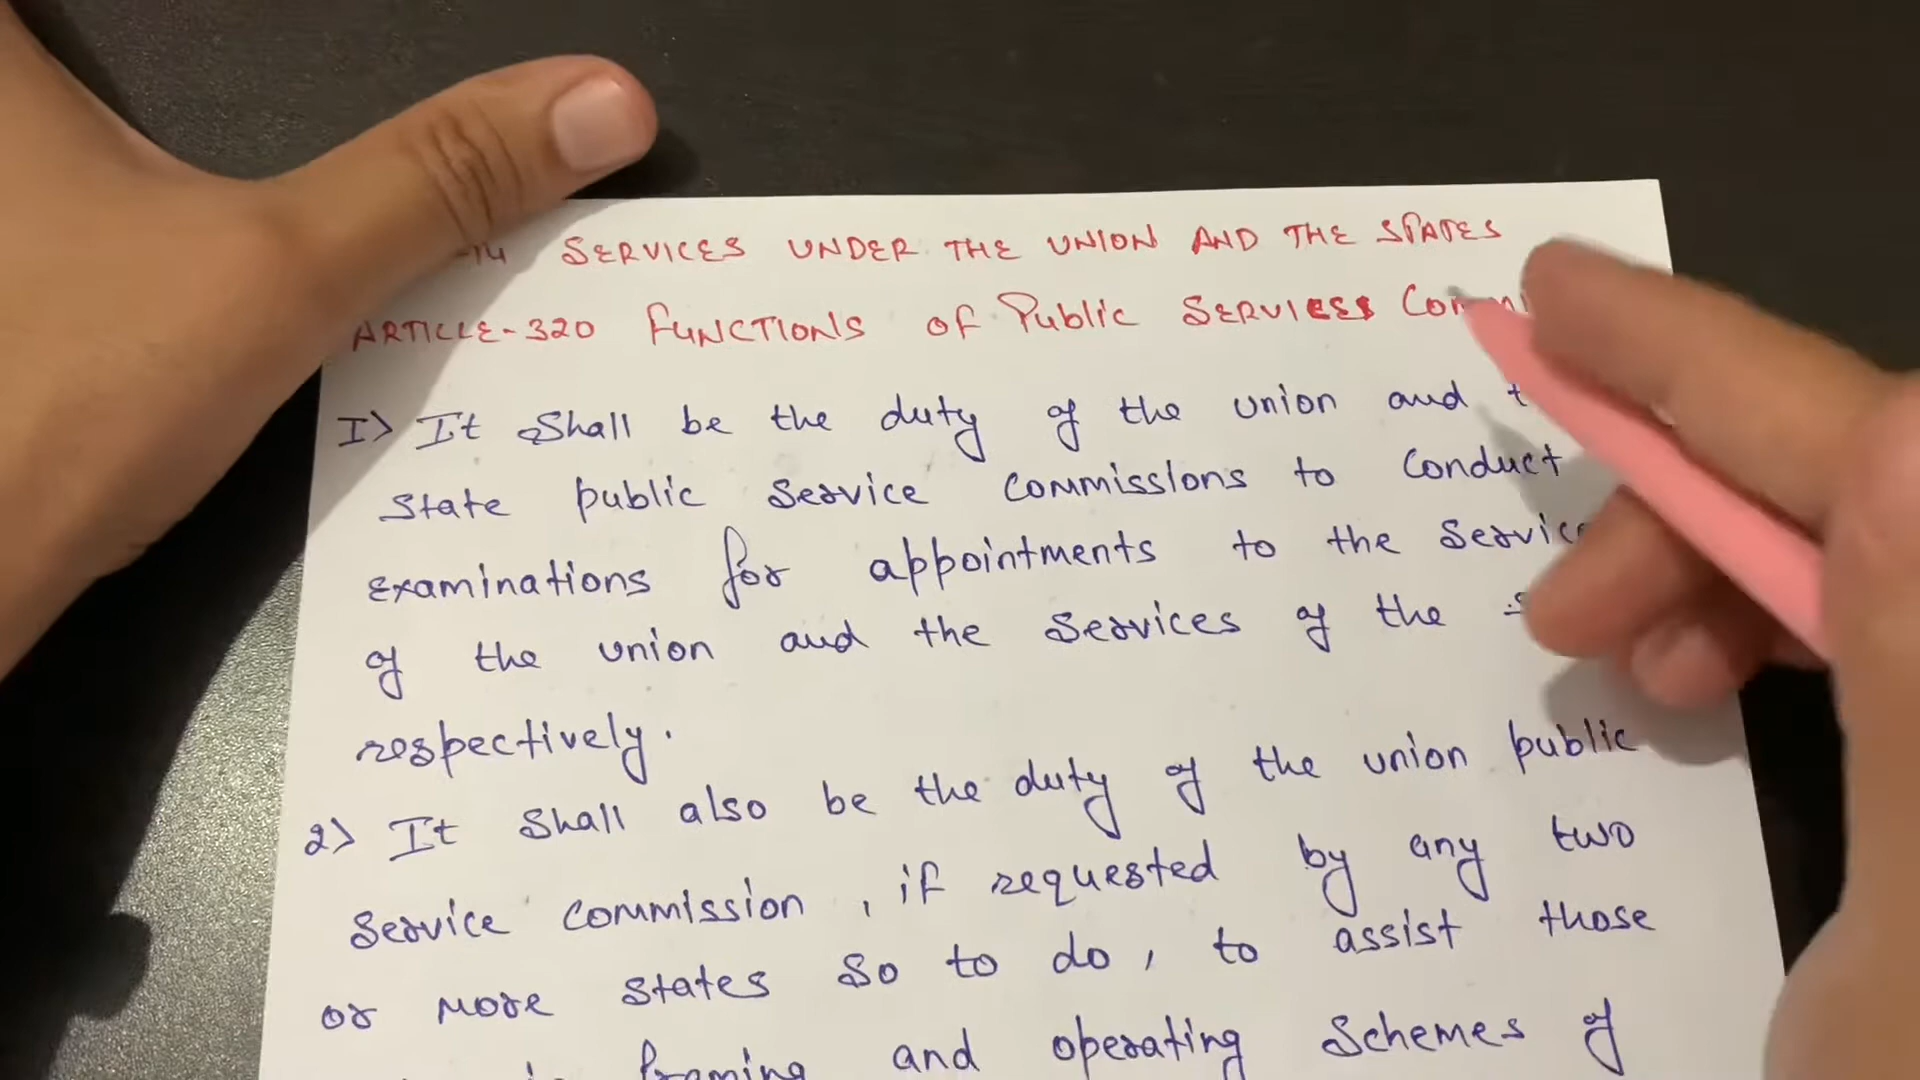 -14 SERVICES UNDER THE UNION AND THE STATES
ARTICLE-320 FUNCTIONS OF Public SERVICES
I) It shall be the duty of the union and
state public service commissions to conduct
Examinations for appointments to the
of the union and the services of the
respectively.
2) It shall also be the duty of the union public
service commission, if requested by any two
or more states so to do, to assist those
framing and operating schemes of